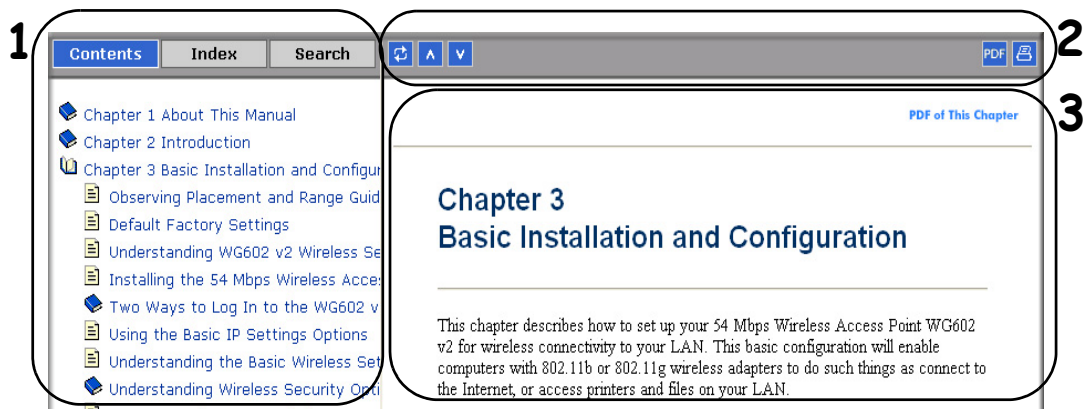 1
2
3
Contents Index Search
PDF
Chapter 1 About This Manual
Chapter 2 Introduction
Chapter 3 Basic Installation and Configur
Observing Placement and Range Guid
Default Factory Settings
Understanding WG602 v2 Wireless Se
Installing the 54 Mbps Wireless Acce
Two Ways to Log In to the WG602 v
Using the Basic IP Settings Options
Understanding the Basic Wireless Set
Understanding Wireless Security Opti
PDF of This Chapter
Chapter 3
Basic Installation and Configuration
This chapter describes how to set up your 54 Mbps Wireless Access Point WG602
v2 for wireless connectivity to your LAN. This basic configuration will enable
computers with 802.11b or 802.11g wireless adapters to do such things as connect to
the Internet, or access printers and files on your LAN.